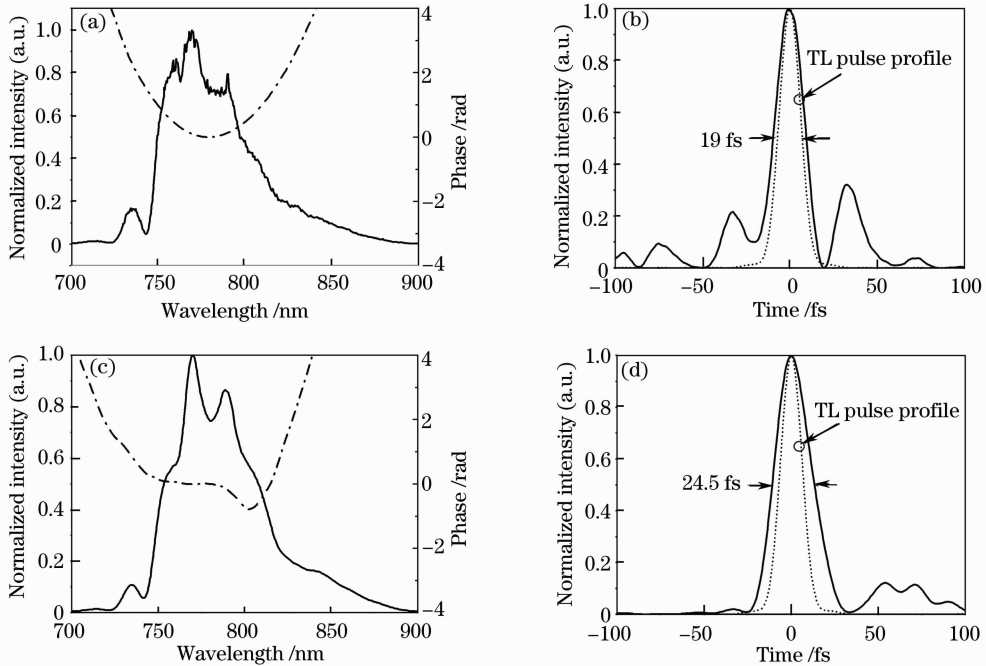 (a)
Normalized intensity (a.u.)
1.0
0.8
0.6
0.4
0.2
0
4
2
0
−2
−4
Phase /rad
700 750 800 850 900
Wavelength /nm
(b)
Normalized intensity (a.u.)
1.0
0.8
0.6
0.4
0.2
0
TL pulse profile
19 fs
−100 −50 0 50 100
Time /fs
(c)
Normalized intensity (a.u.)
1.0
0.8
0.6
0.4
0.2
0
4
2
0
−2
−4
Phase /rad
700 750 800 850 900
Wavelength /nm
(d)
Normalized intensity (a.u.)
1.0
0.8
0.6
0.4
0.2
0
TL pulse profile
24.5 fs
−100 −50 0 50 100
Time /fs